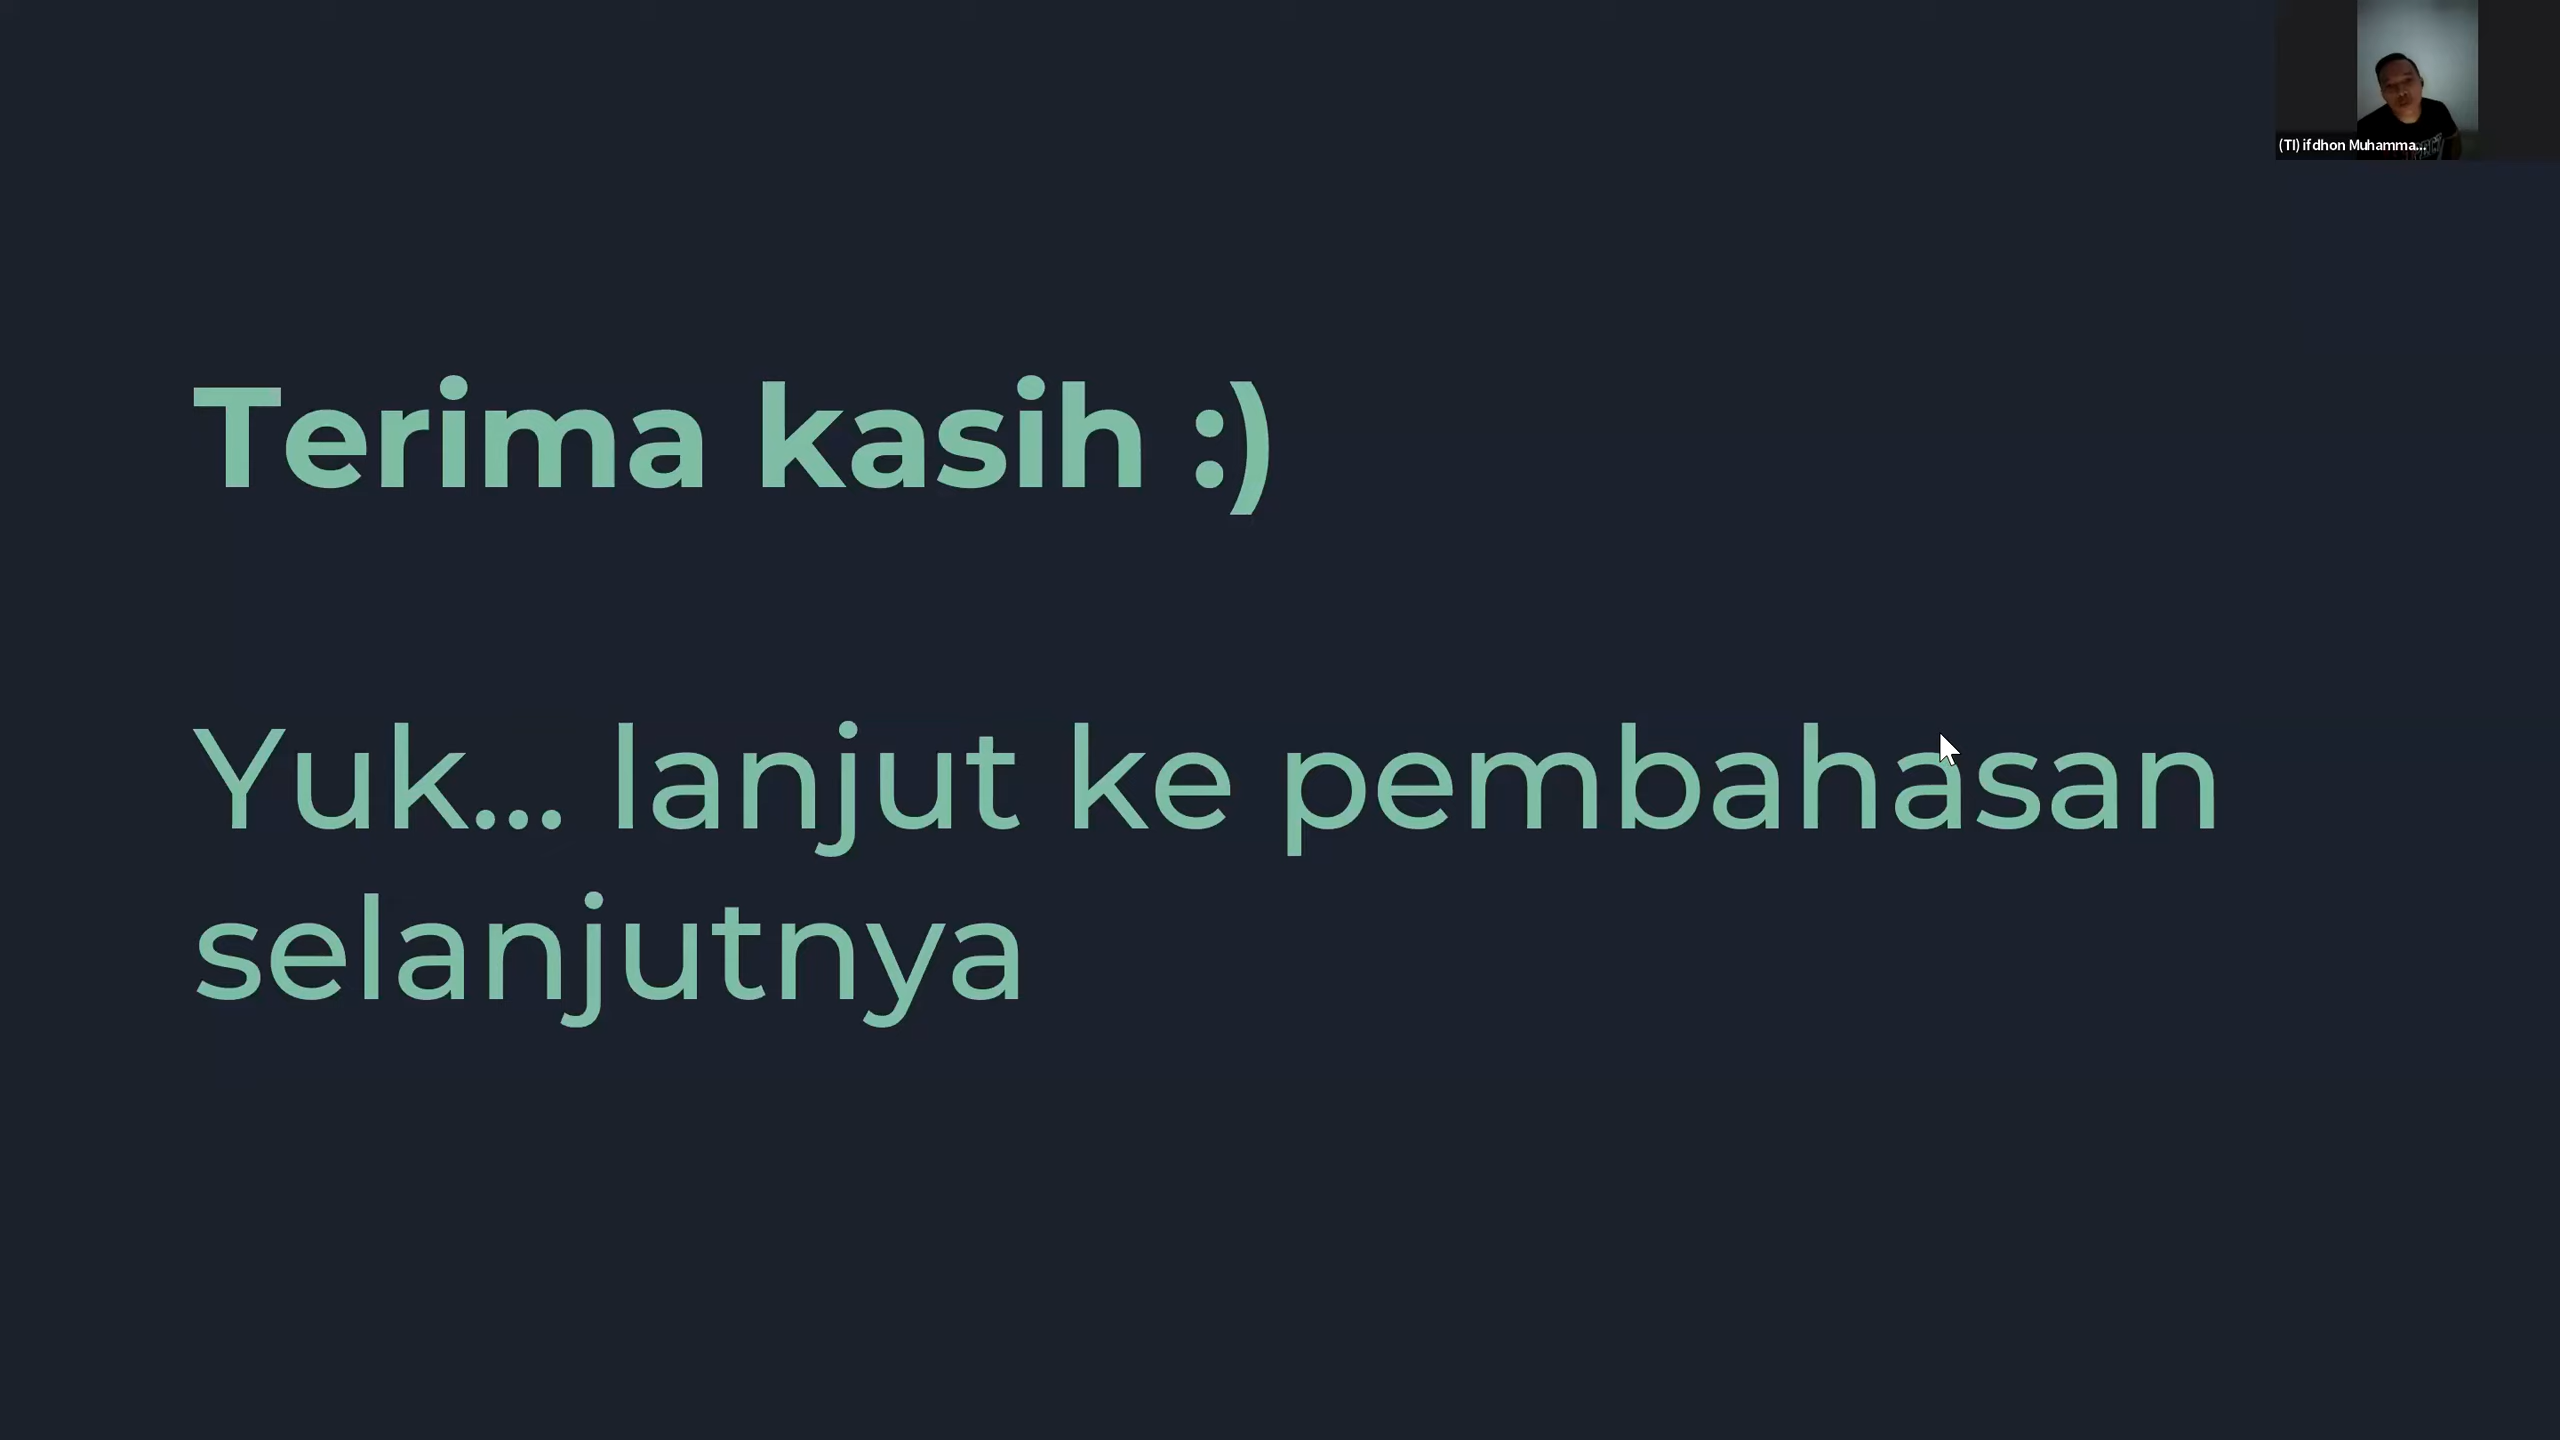 (TI) ifdhon Muhamma...
Terima kasih :)
Yuk... lanjut ke pembahasan
selanjutnya